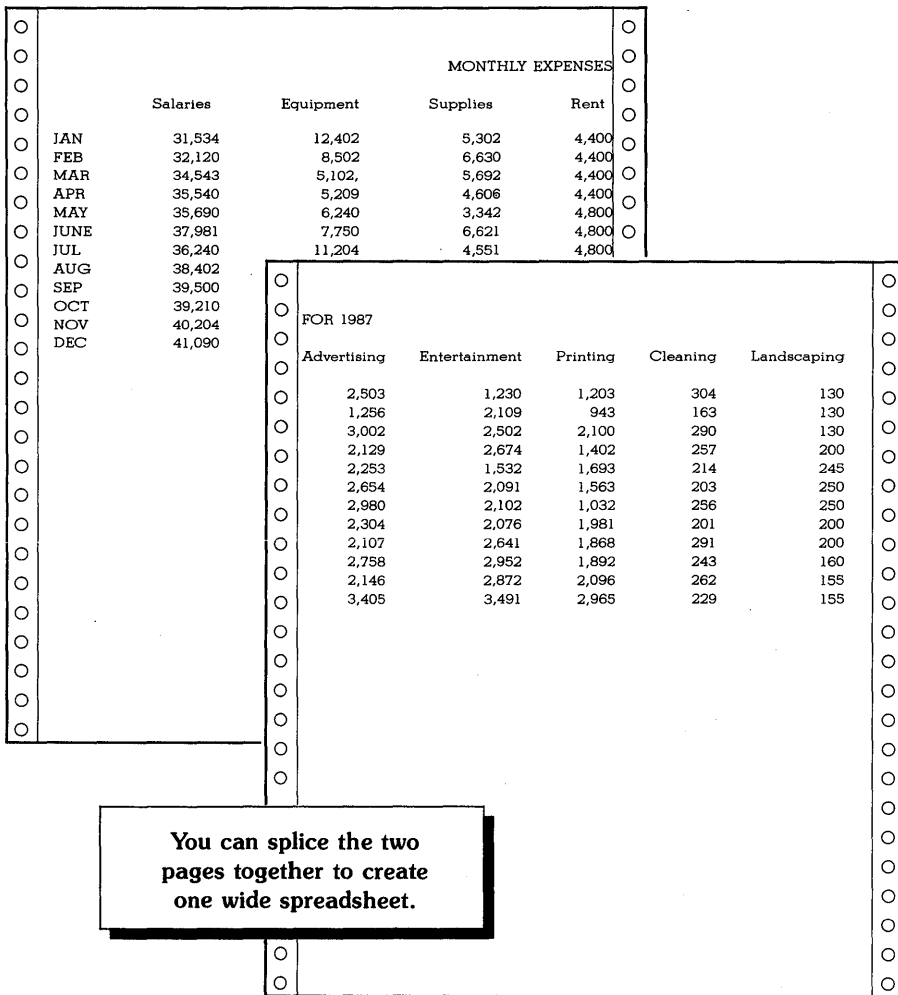 MONTHLY EXPENSES
Salaries Equipment Supplies Rent
JAN 31,534 12,402 5,302 4,400
FEB 32,120 8,502 6,630 4,400
MAR 34,543 5,102, 5,692 4,400
APR 35,540 5,209 4,606 4,400
MAY 35,690 6,240 3,342 4,800
JUNE 37,981 7,750 6,621 4,800
JUL 36,240 11,204 4,551 4,800
AUG 38,402
SEP 39,500
OCT 39,210
NOV 40,204
DEC 41,090
FOR 1987
Advertising Entertainment Printing Cleaning Landscaping
2,503 1,230 1,203 304 130
1,256 2,109 943 163 130
3,002 2,502 2,100 290 130
2,129 2,674 1,402 257 200
2,253 1,532 1,693 214 245
2,654 2,091 1,563 203 250
2,980 2,102 1,032 256 250
2,304 2,076 1,981 201 200
2,107 2,641 1,868 291 200
2,758 2,952 1,892 243 160
2,146 2,872 2,096 262 155
3,405 3,491 2,965 229 155
You can splice the two
pages together to create
one wide spreadsheet.